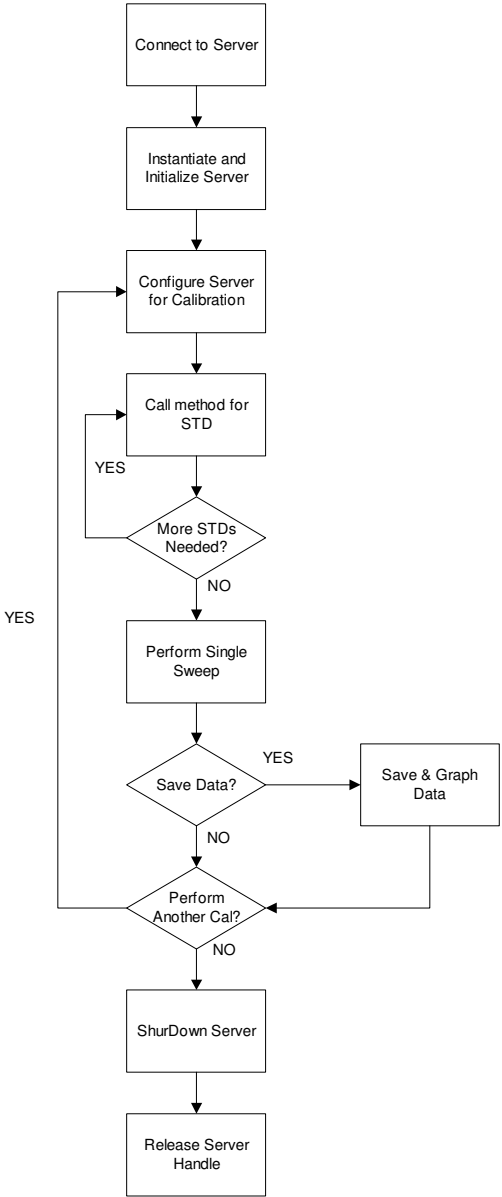 Connect to Server
Instantiate and
Initialize Server
Configure Server
for Calibration
Call method for
STD
YES
More STDs
Needed?
NO
YES
Perform Single
Sweep
YES
Save & Graph
Data
Save Data?
NO
Perform
Another Cal?
NO
ShurDown Server
Release Server
Handle